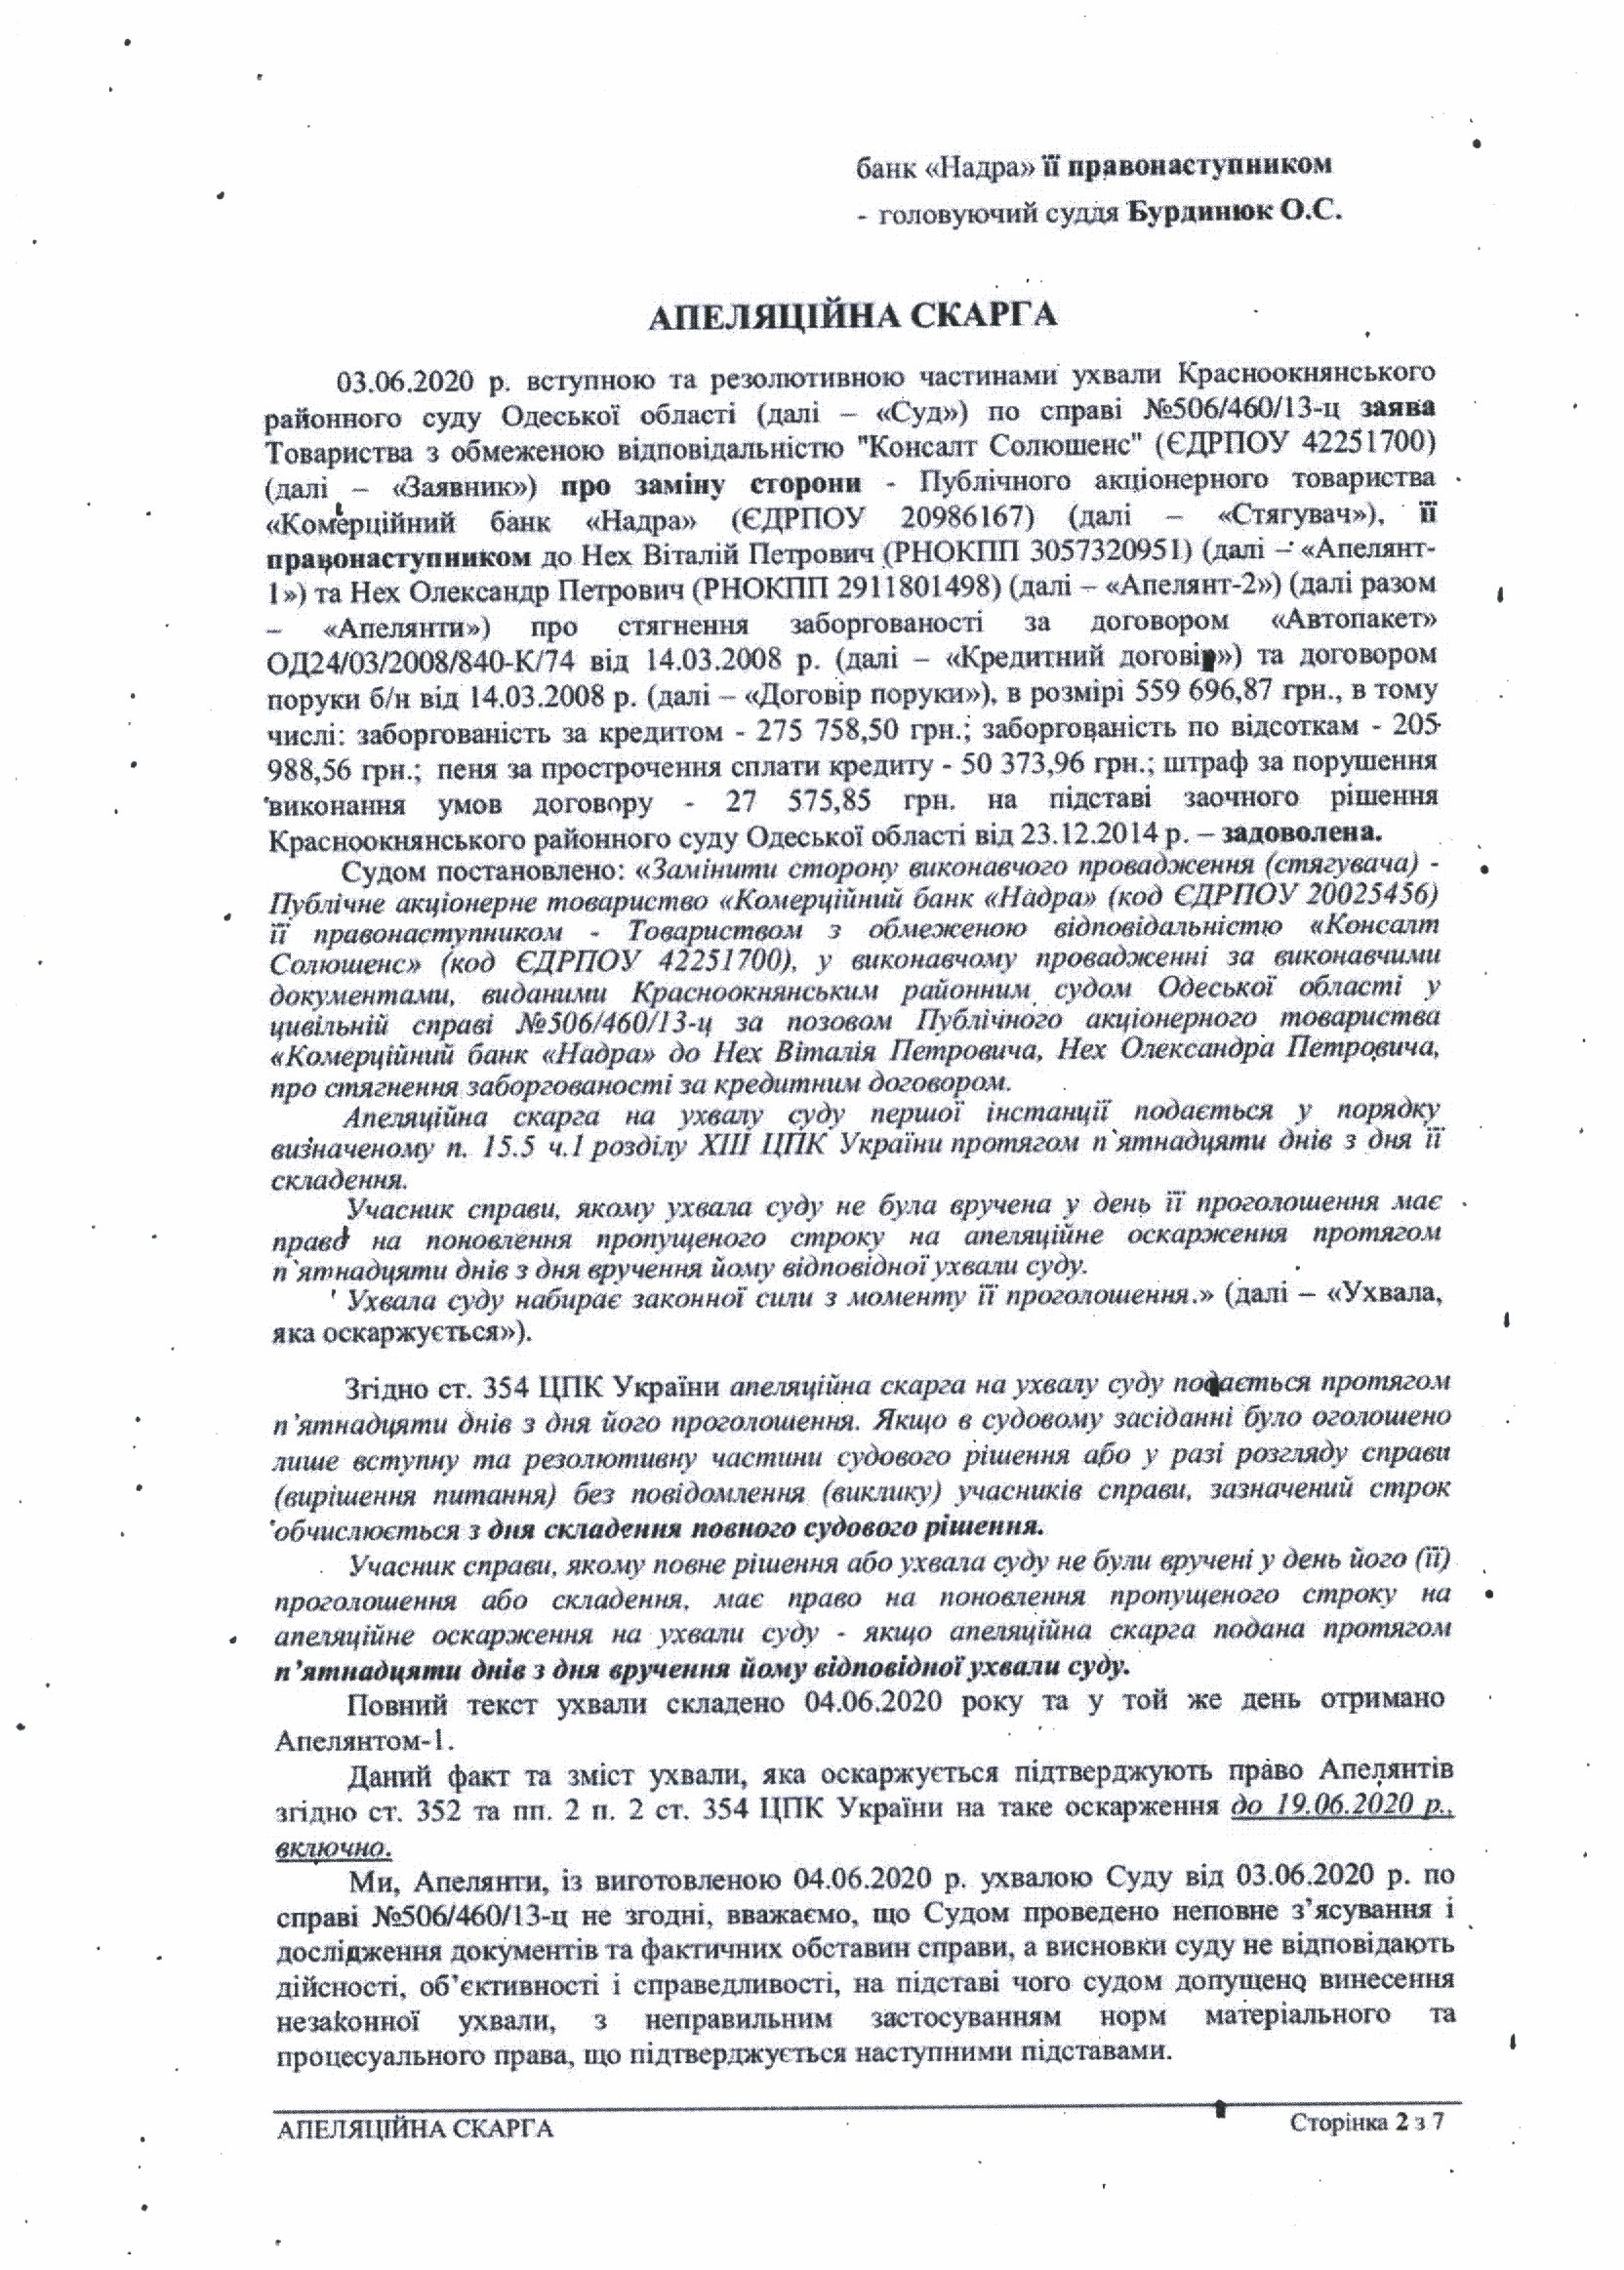 банк «Надра» її правонаступником
- головуючий суддя Бурдинюк О.С.
АПЕЛЯЦІЙНА СКАРГА
03.06.2020 р. вступною та резолютивною частинами ухвали Красноокнянського
районного суду Одеської області (далі – «Суд») по справі №506/460/13-ц заява
Товариства з обмеженою відповідальністю "Консалт Солюшенс" (ЄДРПОУ 42251700)
(далі – «Заявник») про заміну сторони - Публічного акціонерного товариства
«Комерційний банк «Надра» (ЄДРПОУ 20986167) (далі – «Стягувач»), її
правонаступником до Нех Віталій Петрович (РНОКПП 3057320951) (далі – «Апелянт-
1») та Нех Олександр Петрович (РНОКПП 2911801498) (далі – «Апелянт-2») (далі разом
– «Апелянти») про стягнення заборгованості за договором «Автопакет»
ОД24/03/2008/840-К/74 від 14.03.2008 р. (далі – «Кредитний договір») та договором
поруки б/н від 14.03.2008 р. (далі – «Договір поруки»), в розмірі 559 696,87 грн., в тому
числі: заборгованість за кредитом - 275 758,50 грн.; заборгованість по відсоткам - 205
988,56 грн.; пеня за прострочення сплати кредиту - 50 373,96 грн.; штраф за порушення
виконання умов договору - 27 575,85 грн. на підставі заочного рішення
Красноокнянського районного суду Одеської області від 23.12.2014 р. – задоволена.
Судом постановлено: «Замінити сторону виконавчого провадження (стягувача) -
Публічне акціонерне товариство «Комерційний банк «Надра» (код ЄДРПОУ 20025456)
її правонаступником - Товариством з обмеженою відповідальністю «Консалт
Солюшенс» (код ЄДРПОУ 42251700), у виконавчому провадженні за виконавчими
документами, виданими Красноокнянським районним судом Одеської області у
цивільній справі №506/460/13-ц за позовом Публічного акціонерного товариства
«Комерційний банк «Надра» до Нех Віталія Петровича, Нех Олександра Петровича,
про стягнення заборгованості за кредитним договором.
Апеляційна скарга на ухвалу суду першої інстанції подається у порядку
визначеному п. 15.5 ч.1 розділу XIII ЦПК України протягом п`ятнадцяти днів з дня її
складення.
Учасник справи, якому ухвала суду не була вручена у день її проголошення має
право на поновлення пропущеного строку на апеляційне оскарження протягом
п`ятнадцяти днів з дня вручення йому відповідної ухвали суду.
Ухвала суду набирає законної сили з моменту її проголошення.» (далі – «Ухвала,
яка оскаржується»).
Згідно ст. 354 ЦПК України апеляційна скарга на ухвалу суду подається протягом
п’ятнадцяти днів з дня його проголошення. Якщо в судовому засіданні було оголошено
лише вступну та резолютивну частини судового рішення або у разі розгляду справи
(вирішення питання) без повідомлення (виклику) учасників справи, зазначений строк
обчислюється з дня складення повного судового рішення.
Учасник справи, якому повне рішення або ухвала суду не були вручені у день його (її)
проголошення або складення, має право на поновлення пропущеного строку на
апеляційне оскарження на ухвали суду - якщо апеляційна скарга подана протягом
п’ятнадцяти днів з дня вручення йому відповідної ухвали суду.
Повний текст ухвали складено 04.06.2020 року та у той же день отримано
Апелянтом-1.
Даний факт та зміст ухвали, яка оскаржується підтверджують право Апелянтів
згідно ст. 352 та пп. 2 п. 2 ст. 354 ЦПК України на таке оскарження до 19.06.2020 р.,
включно.
Ми, Апелянти, із виготовленою 04.06.2020 р. ухвалою Суду від 03.06.2020 р. по
справі №506/460/13-ц не згодні, вважаємо, що Судом проведено неповне з’ясування і
дослідження документів та фактичних обставин справи, а висновки суду не відповідають
дійсності, об’єктивності і справедливості, на підставі чого судом допущено винесення
незаконної ухвали, з неправильним застосуванням норм матеріального та
процесуального права, що підтверджується наступними підставами.
АПЕЛЯЦІЙНА СКАРГА
Сторінка 2 з 7